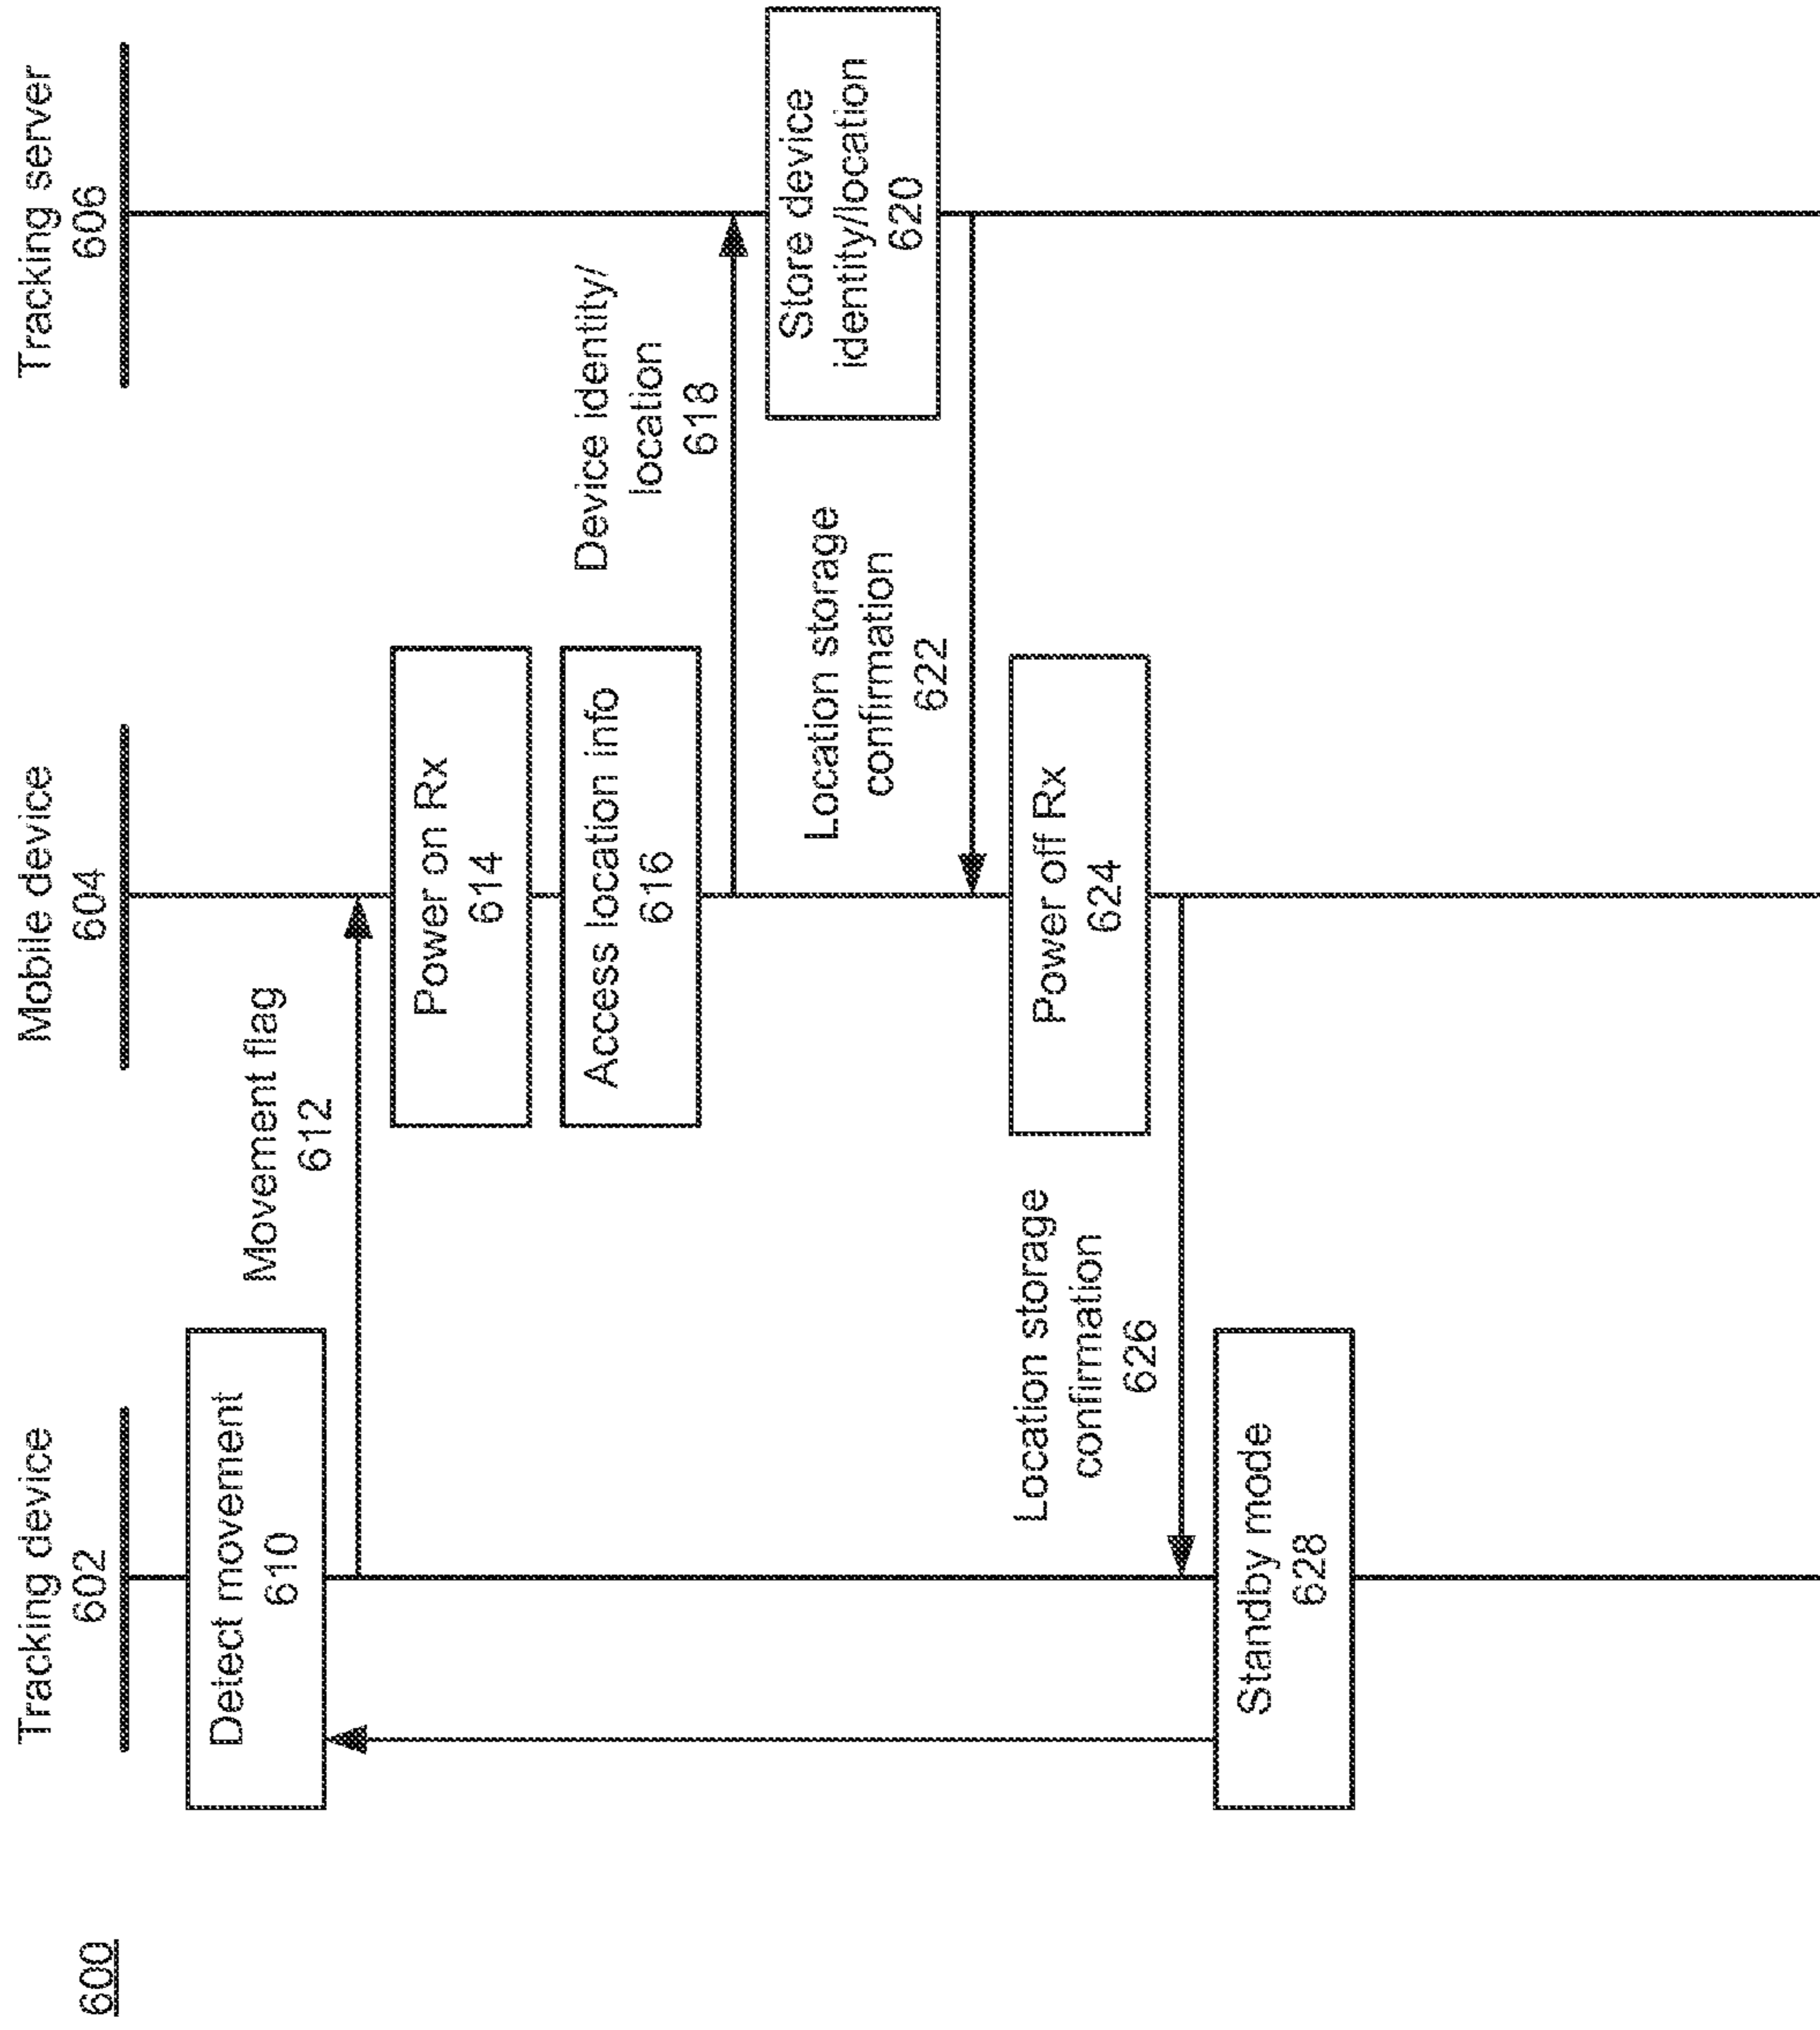 600
Tracking device
602
Mobile device
604
Tracking server
606
Detect movement
610
Movement flag
612
Power on Rx
614
Access location info
616
Device identity/
location
618
Store device
identity/location
620
Location storage
confirmation
622
Power off Rx
624
Location storage
confirmation
626
Standby mode
628